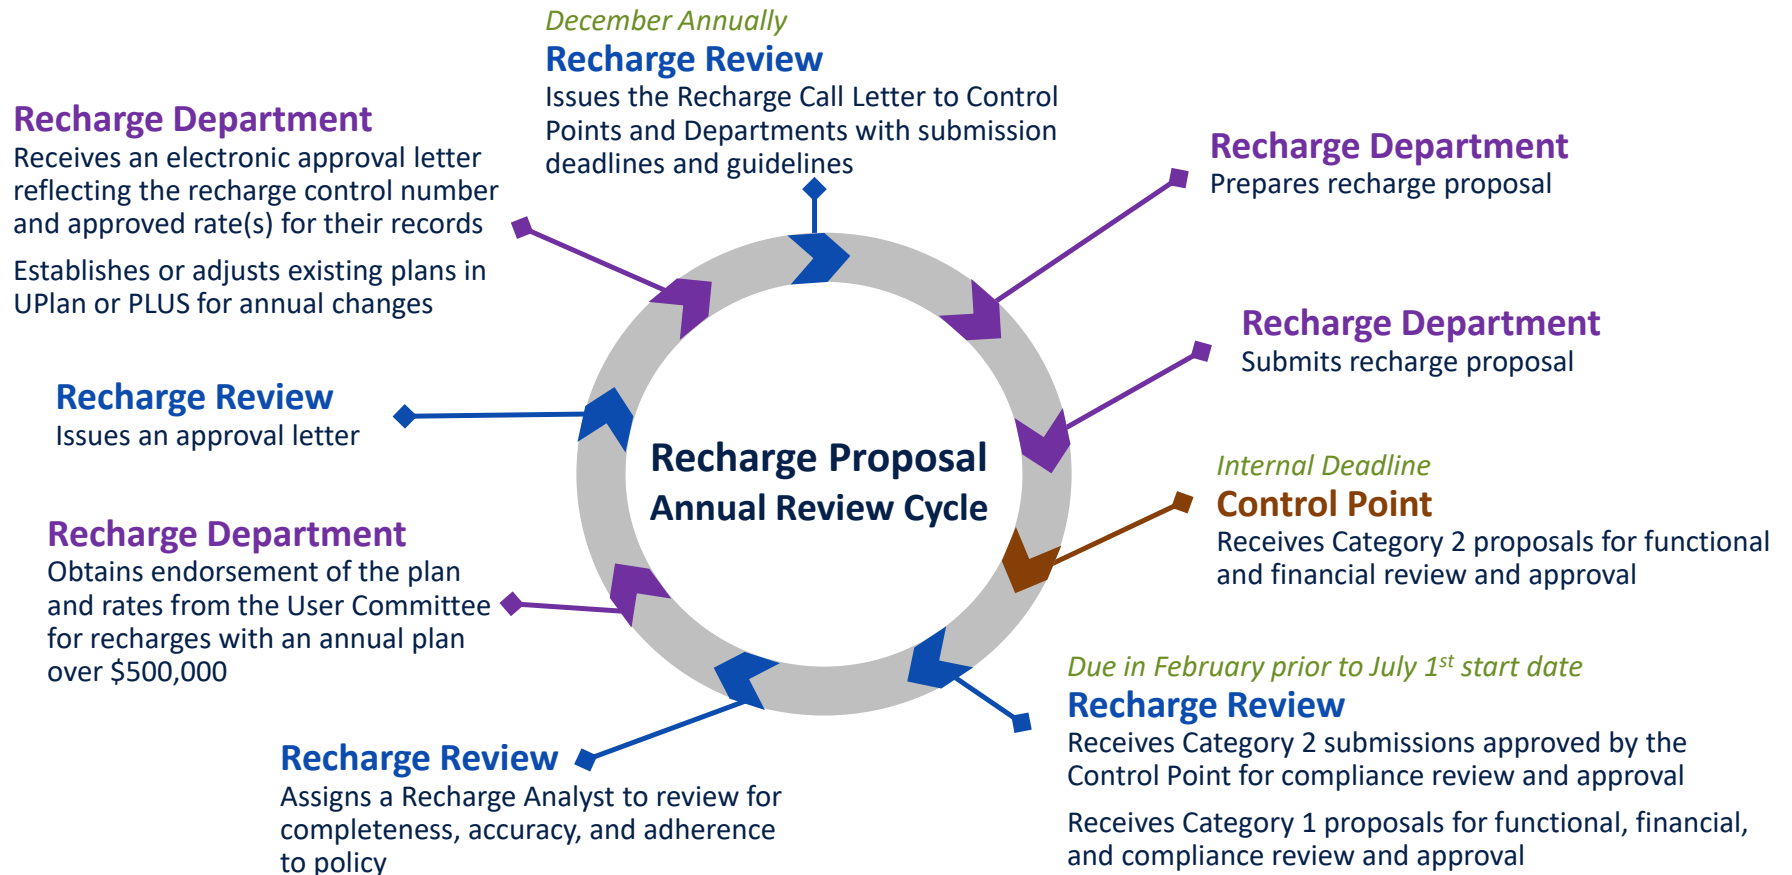 December Annually
Recharge Review
Issues the Recharge Call Letter to Control
Points and Departments with submission
deadlines and guidelines
Recharge Department
Prepares recharge proposal
Recharge Department
Submits recharge proposal
Internal Deadline
Control Point
Receives Category 2 proposals for functional
and financial review and approval
Due in February prior to July 1st start date
Recharge Review
Receives Category 2 submissions approved by the
Control Point for compliance review and approval
Receives Category 1 proposals for functional, financial,
and compliance review and approval
Recharge Review
Assigns a Recharge Analyst to review for
completeness, accuracy, and adherence
to policy
Recharge Department
Obtains endorsement of the plan
and rates from the User Committee
for recharges with an annual plan
over $500,000
Recharge Review
Issues an approval letter
Recharge Department
Receives an electronic approval letter
reflecting the recharge control number
and approved rate(s) for their records
Establishes or adjusts existing plans in
UPlan or PLUS for annual changes
Recharge Proposal
Annual Review Cycle